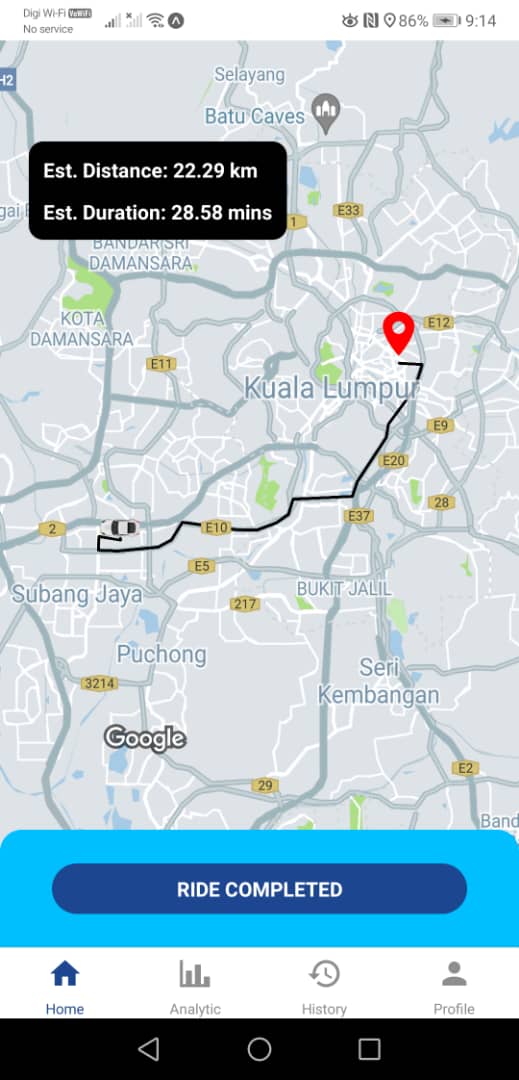 Digi Wi-Fi VoWiFi
No service
86%
9:14
H2
Selayang
Batu Caves
Est. Distance: 22.29 km
Est. Duration: 28.58 mins
1
E33
BANDAR SRI
DAMANSARA
KOTA
DAMANSARA
E12
E11
Kuala Lumpur
E9
E20
28
2
E10
E37
E5
Subang Jaya
217
BUKIT JALIL
Puchong
3214
Seri
Kembangan
Google
E2
29
Band
RIDE COMPLETED
Home
Analytic
History
Profile